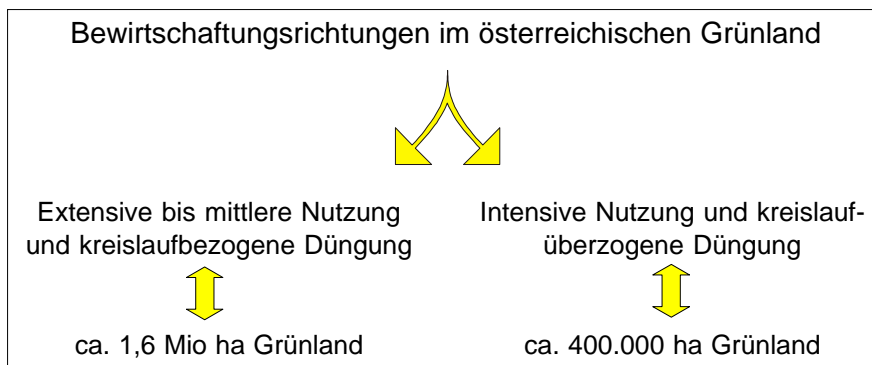 Bewirtschaftungsrichtungen im österreichischen Grünland
Extensive bis mittlere Nutzung
und kreislaufbezogene Düngung
Intensive Nutzung und kreislauf-
überzogene Düngung
ca. 1,6 Mio ha Grünland
ca. 400.000 ha Grünland